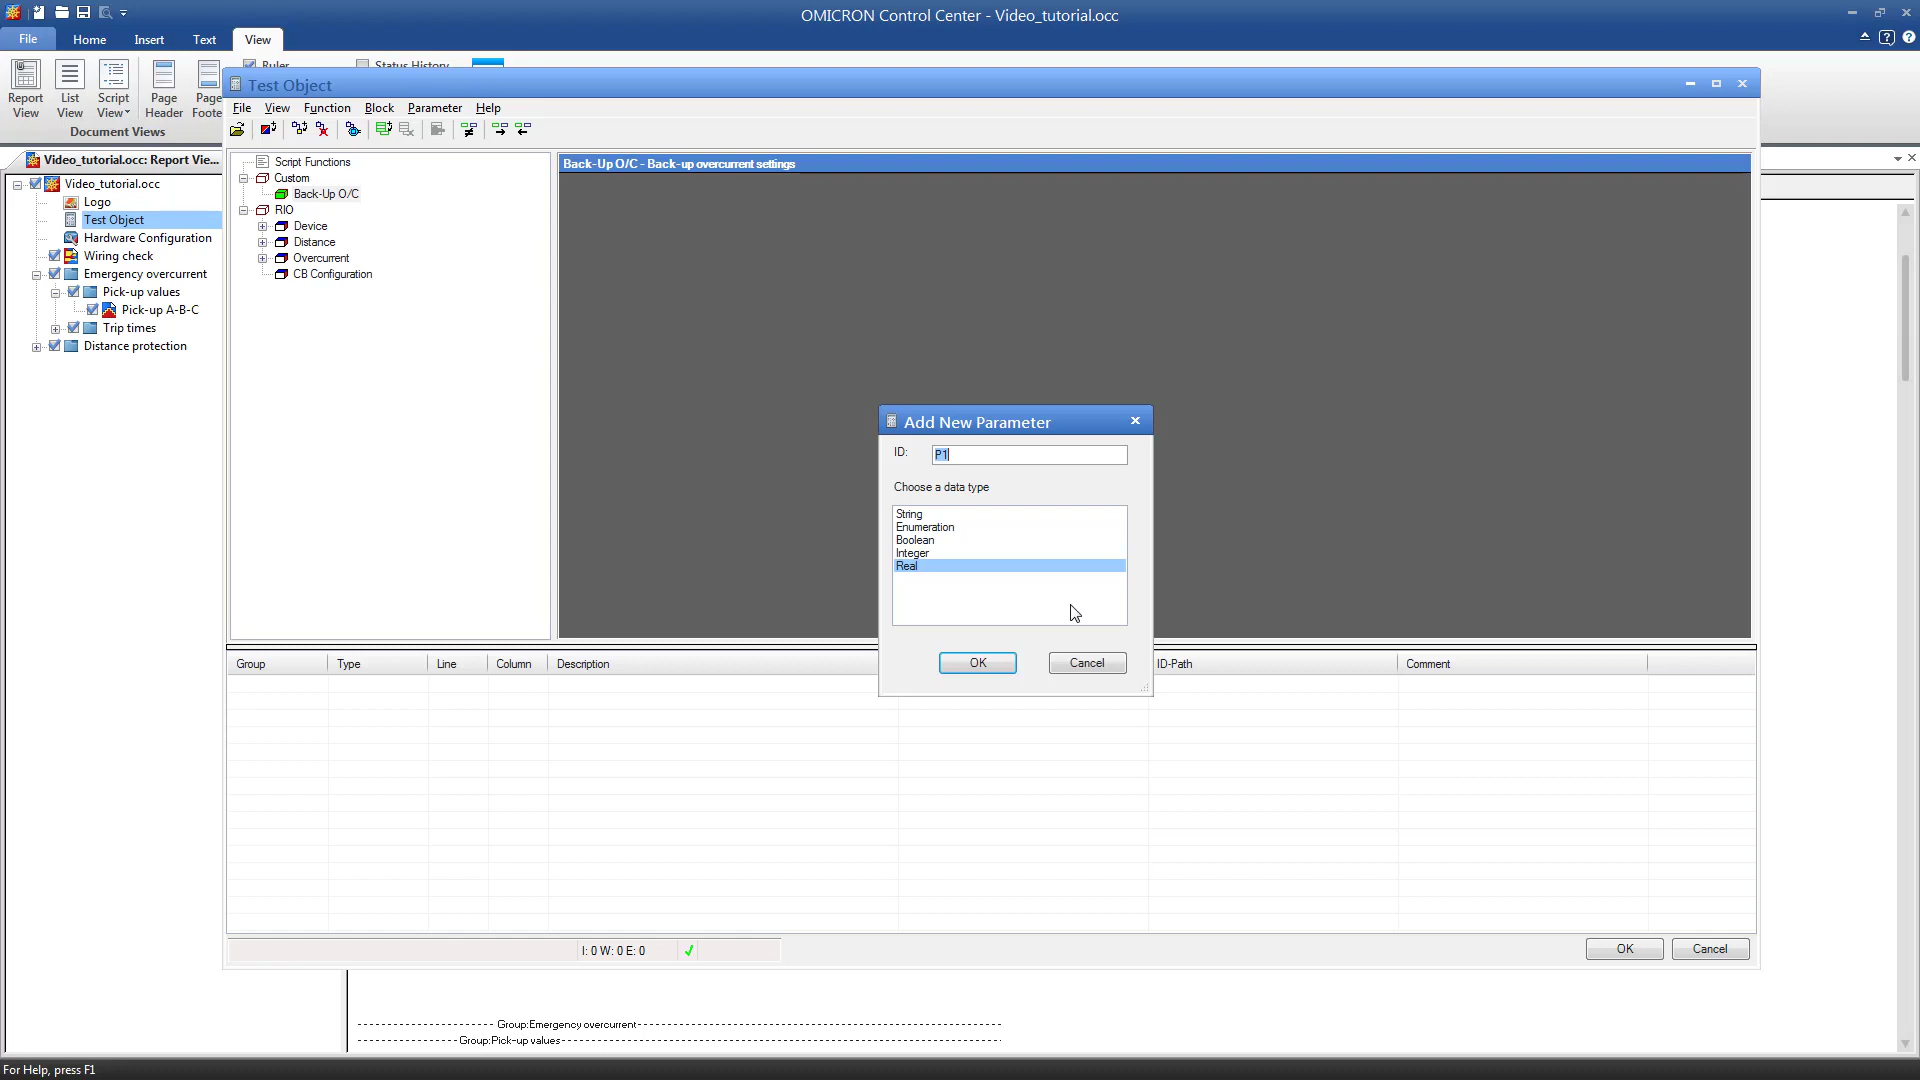 OMICRON Control Center - Video_tutorial.occ
File Home Insert Text View
Ruler Status History
Report View
List View
Script View
Page Header
Page Foote
Document Views
Test Object
File View Function Block Parameter Help
Video_tutorial.occ: Report Vie...
Video_tutorial.occ
Logo
Test Object
Hardware Configuration
Wiring check
Emergency overcurrent
Pick-up values
Pick-up A-B-C
Trip times
Distance protection
Script Functions
Custom
Back-Up O/C
RIO
Device
Distance
Overcurrent
CB Configuration
Back-Up O/C - Back-up overcurrent settings
Add New Parameter
ID: P1
Choose a data type
String
Enumeration
Boolean
Integer
Real
OK Cancel
Group Type Line Column Description ID-Path Comment
I: 0 W: 0 E: 0
OK Cancel
Group:Emergency overcurrent
Group:Pick-up values
For Help, press F1